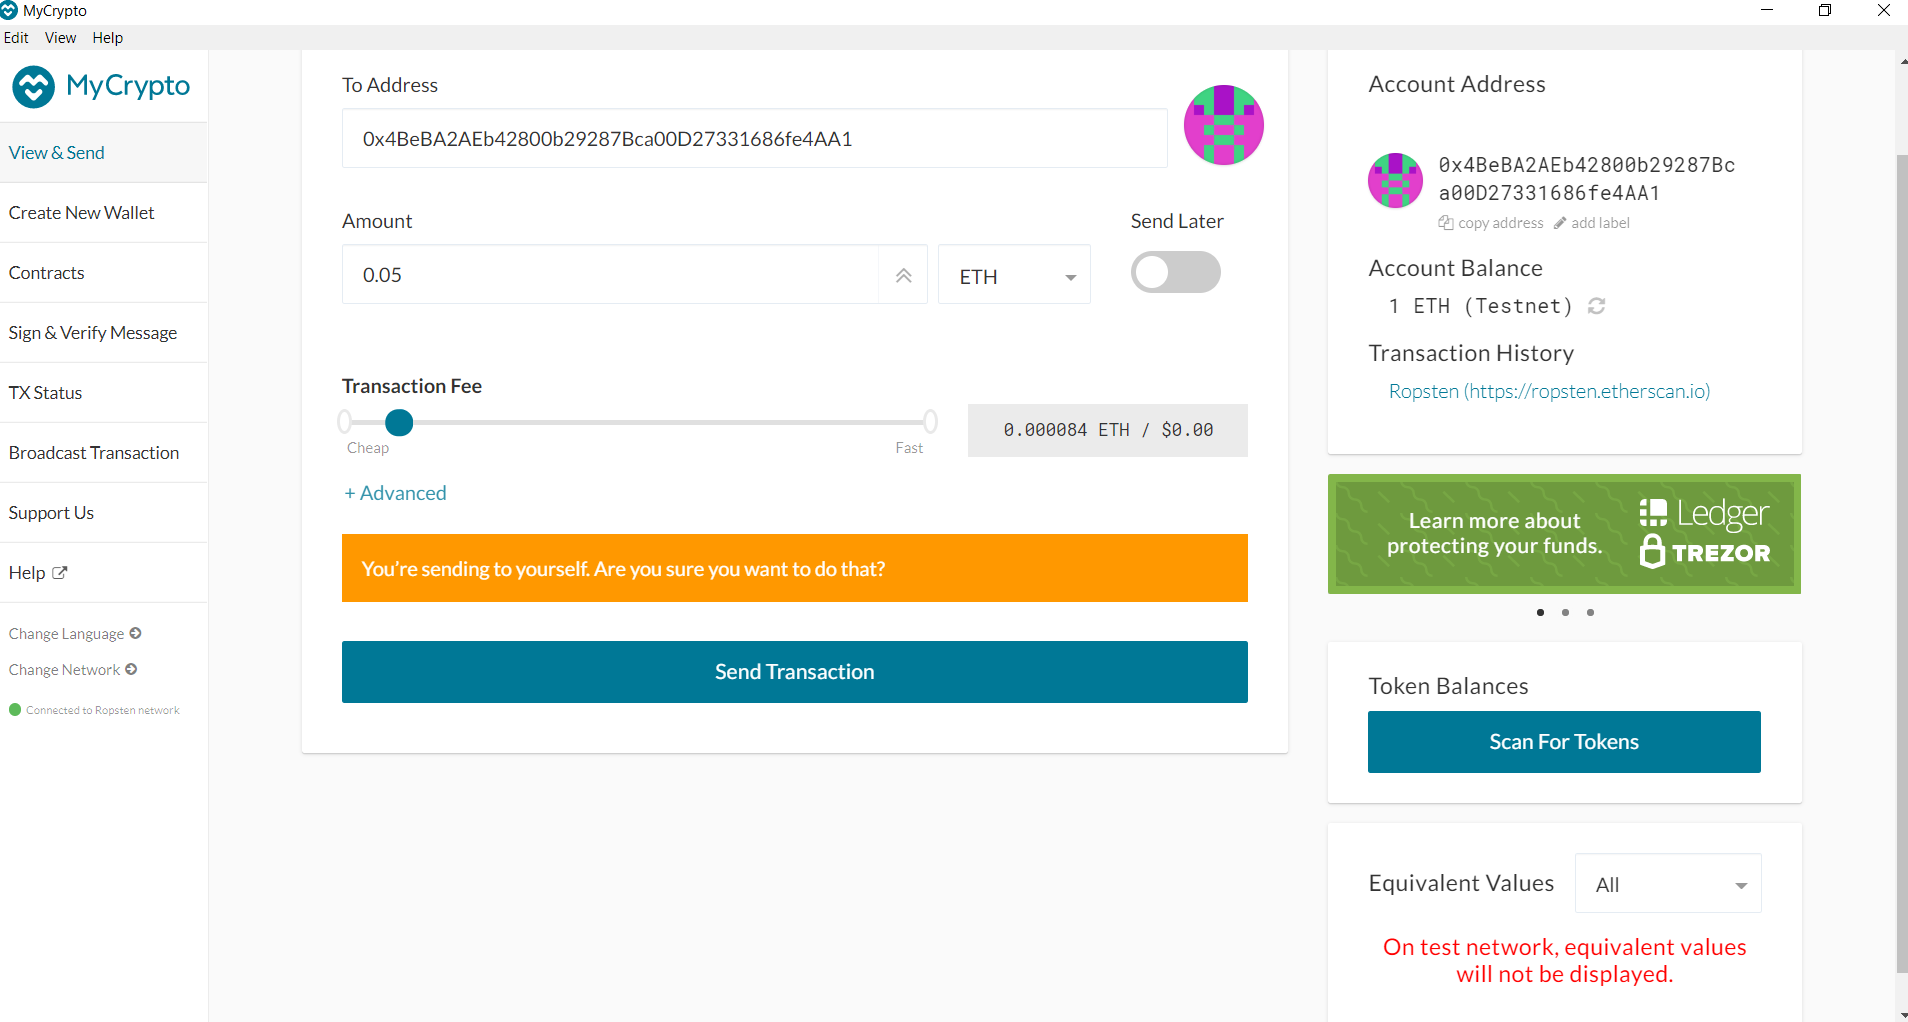 MyCrypto
Edit View Help
MyCrypto
View & Send
Create New Wallet
Contracts
Sign & Verify Message
TX Status
Broadcast Transaction
Support Us
Help
Change Language
Change Network
Connected to Ropsten network
To Address
0x4BeBA2AEb42800b29287Bca00D27331686fe4AA1
Amount
Send Later
0.05
ETH
Transaction Fee
Cheap
Fast
0.000084 ETH / $0.00
+ Advanced
You're sending to yourself. Are you sure you want to do that?
Send Transaction
Account Address
0x4BeBA2AEb42800b29287Bc
a00D27331686fe4AA1
copy address add label
Account Balance
1 ETH (Testnet)
Transaction History
Ropsten (https://ropsten.etherscan.io)
Learn more about
protecting your funds.
Ledger
TREZOR
Token Balances
Scan For Tokens
Equivalent Values
All
On test network, equivalent values
will not be displayed.